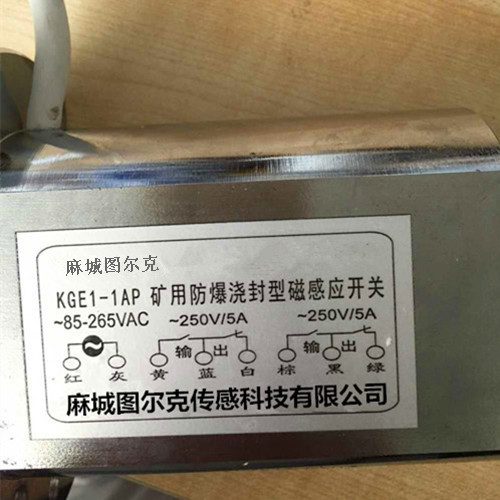 麻城图尔克
KGE1-1AP 矿用防爆浇封型磁感应开关
~85-265VAC ~250V/5A ~250V/5A
输 出 输 出
红 灰 黄 蓝 白 棕 黑 绿
麻城图尔克传感科技有限公司